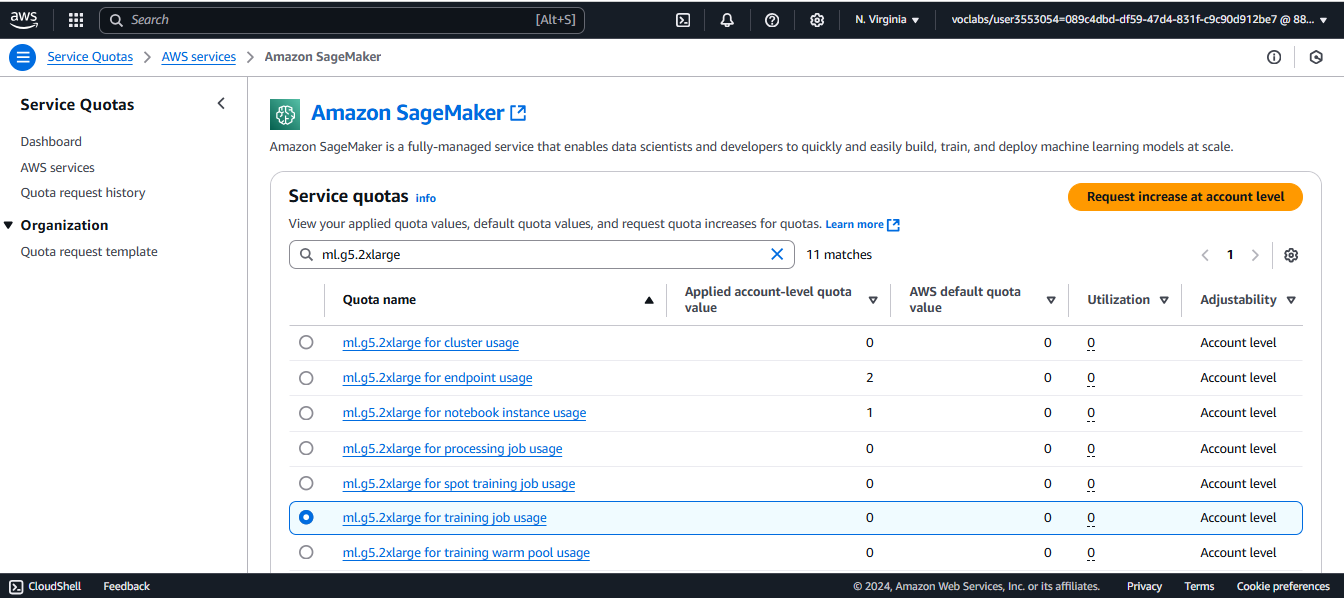 aws
Search [Alt+S] N. Virginia ▼ voclabs/user3553054=089c4dbd-df59-47d4-831f-c9c90d912be7 @ 88... ▼
Service Quotas > AWS services > Amazon SageMaker
Service Quotas
Dashboard
AWS services
Quota request history
Organization
Quota request template
Amazon SageMaker
Amazon SageMaker is a fully-managed service that enables data scientists and developers to quickly and easily build, train, and deploy machine learning models at scale.
Service quotas info
Request increase at account level
View your applied quota values, default quota values, and request quota increases for quotas. Learn more
ml.g5.2xlarge 11 matches 1
Quota name Applied account-level quota value AWS default quota value Utilization Adjustability
ml.g5.2xlarge for cluster usage 0 0 0 Account level
ml.g5.2xlarge for endpoint usage 2 0 0 Account level
ml.g5.2xlarge for notebook instance usage 1 0 0 Account level
ml.g5.2xlarge for processing job usage 0 0 0 Account level
ml.g5.2xlarge for spot training job usage 0 0 0 Account level
ml.g5.2xlarge for training job usage 0 0 0 Account level
ml.g5.2xlarge for training warm pool usage 0 0 0 Account level
CloudShell Feedback © 2024, Amazon Web Services, Inc. or its affiliates. Privacy Terms Cookie preferences